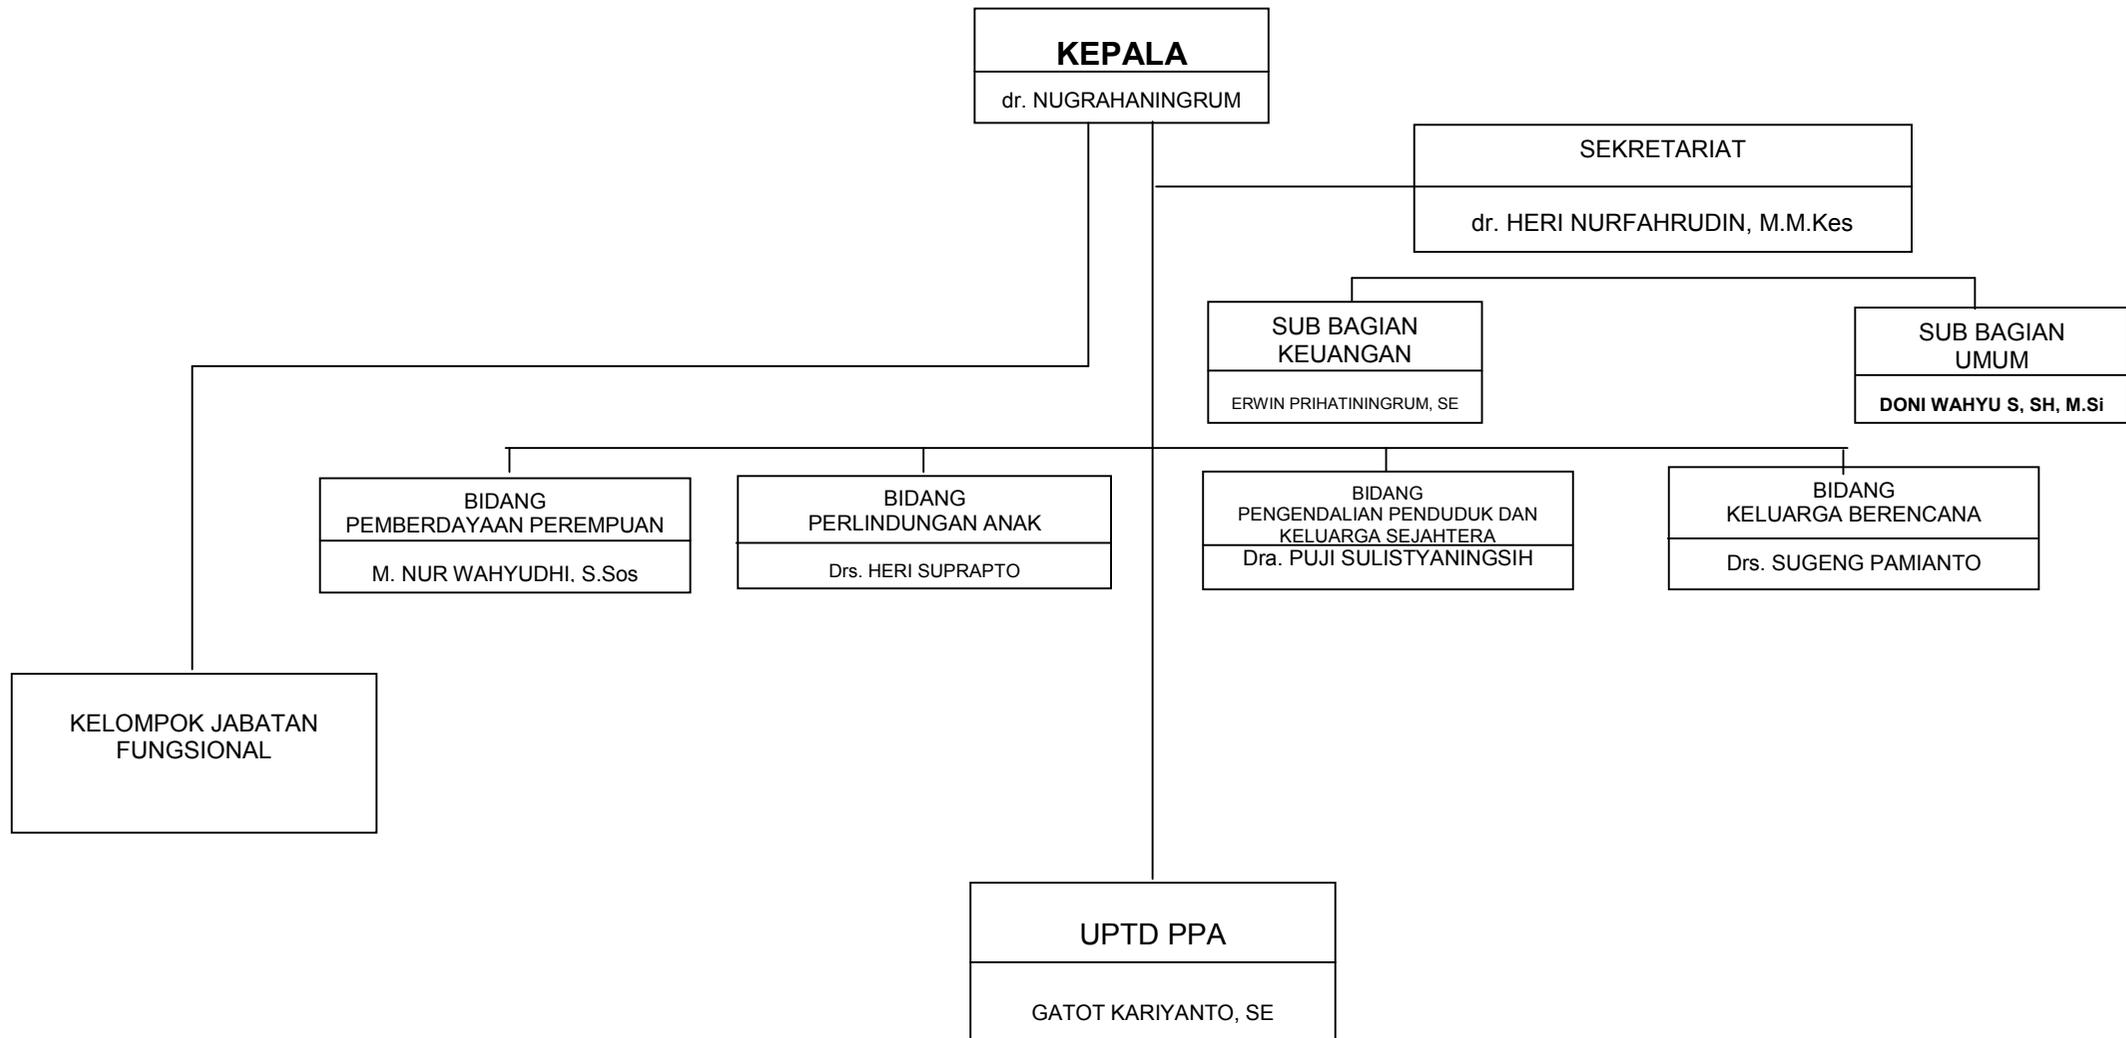 KEPALA
dr. NUGRAHANINGRUM
SEKRETARIAT
dr. HERI NURFAHRUDIN, M.M.Kes
SUB BAGIAN
KEUANGAN
ERWIN PRIHATININGRUM, SE
SUB BAGIAN
UMUM
DONI WAHYU S, SH, M.Si
BIDANG
PEMBERDAYAAN PEREMPUAN
M. NUR WAHYUDHI, S.Sos
BIDANG
PERLINDUNGAN ANAK
Drs. HERI SUPRAPTO
BIDANG
PENGENDALIAN PENDUDUK DAN
KELUARGA SEJAHTERA
Dra. PUJI SULISTYANINGSIH
BIDANG
KELUARGA BERENCANA
Drs. SUGENG PAMIANTO
KELOMPOK JABATAN
FUNGSIONAL
UPTD PPA
GATOT KARIYANTO, SE